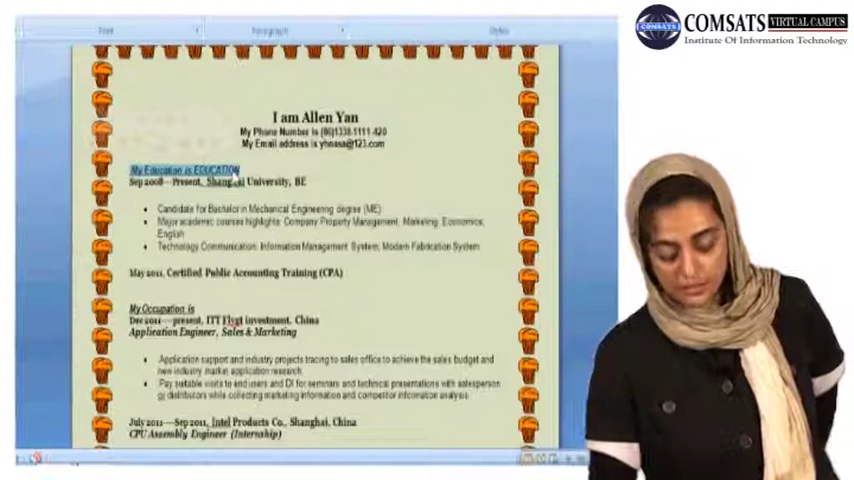 Font Paragraph Styles
COMSATS VIRTUAL CAMPUS
Institute Of Information Technology
I am Allen Yan
My Phone Number is (86)1338-1111-420
My Email address is yhnasa@123.com
My Education is EDUCATION
Sep 2008—Present, Shanghai University, BE
• Candidate for Bachelor in Mechanical Engineering degree (ME)
• Major academic courses highlights: Company Property Management, Marketing, Economics,
English
• Technology Communication, Information Management System, Modern Fabrication System
May 2011, Certified Public Accounting Training (CPA)
My Occupation is
Dec 2011—present, ITT Flygt investment, China
Application Engineer, Sales & Marketing
• Application support and industry projects tracing to sales office to achieve the sales budget and
new industry market application research.
• Pay suitable visits to end users and DI for seminars and technical presentations with salesperson
or distributors while collecting marketing information and competitor information analysis.
July 2011—Sep 2011, Intel Products Co., Shanghai, China
CPU Assembly Engineer (Internship)